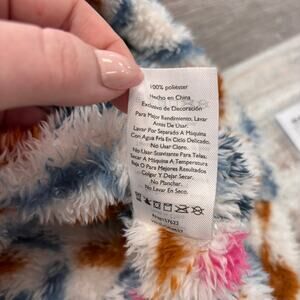 100% poliéster
Hecho en China
Exclusivo de Decoración
Para Mejor Rendimiento, Lavar
Antes De Usar.
Lavar Por Separado A Máquina
Con Agua Fría En Ciclo Delicado.
No Usar Cloro.
No Usar Suavizante Para Telas.
Secar A Máquina A Temperatura
Baja O Para Mejores Resultados
Colgar Y Dejar Secar.
No Planchar.
No Lavar En Seco.